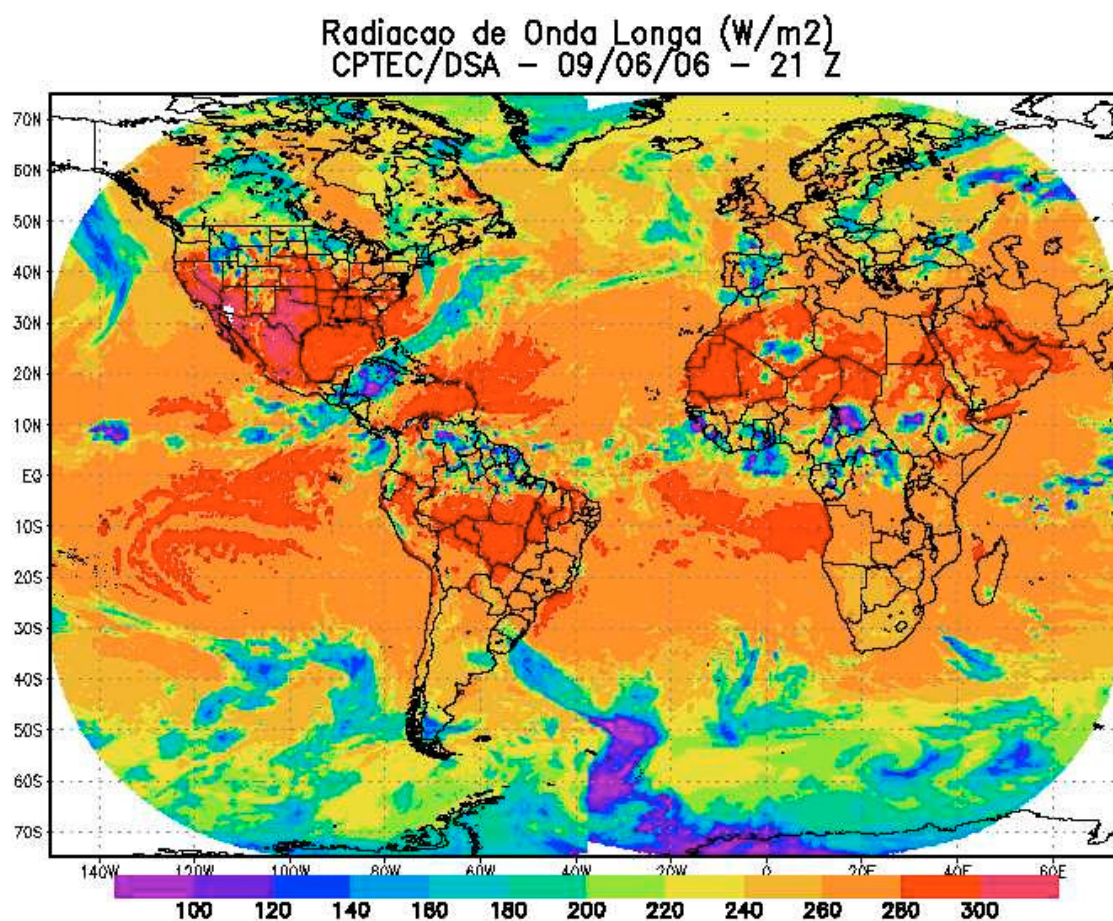 Radiacao de Onda Longa (W/m2)
CPTEC/DSA - 09/06/06 - 21 Z
70N
60N
50N
40N
30N
20N
10N
EQ
10S
20S
30S
40S
50S
60S
70S
140W 120W 100W 80W 60W 40W 20W 0 20E 40E 60E
100 120 140 160 180 200 220 240 260 280 300